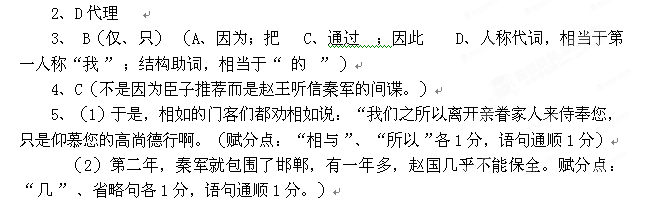 2、D代理
3、 B（仅、只） （A、因为；把  C、通过 ；因此   D、人称代词，相当于第
一人称“我 ”；结构助词，相当于“ 的  ” ）
4、C（不是因为臣子推荐而是赵王听信秦军的间谍。）
5、（1）于是，相如的门客们都劝相如说：“我们之所以离开亲眷家人来侍奉您，
只是仰慕您的高尚德行啊。（赋分点：“相与 ”、“所以 ”各 1 分，语句通顺 1 分）
（2）第二年，秦军就包围了邯郸，有一年多，赵国几乎不能保全。赋分点：
“几 ” 、省略句各 1 分，语句通顺 1 分。）